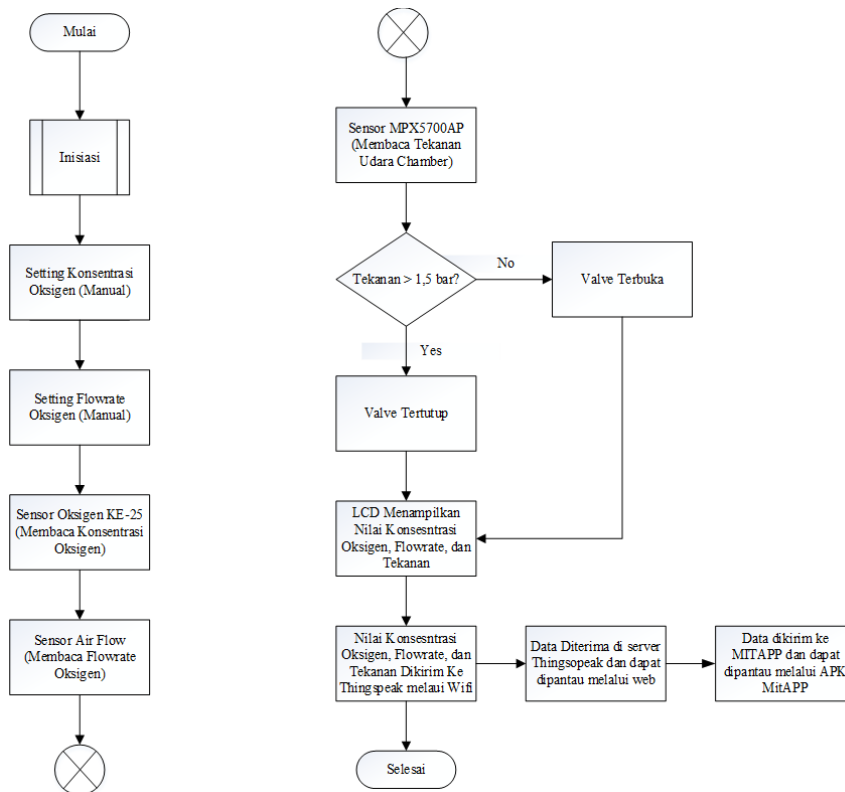 Mulai
Inisiasi
Setting Konsentrasi
Oksigen (Manual)
Setting Flowrate
Oksigen (Manual)
Sensor Oksigen KE-25
(Membaca Konsentrasi
Oksigen)
Sensor Air Flow
(Membaca Flowrate
Oksigen)
Sensor MPX5700AP
(Membaca Tekanan
Udara Chamber)
Tekanan > 1,5 bar?
No
Valve Terbuka
Yes
Valve Tertutup
LCD Menampilkan
Nilai Konsesntrasi
Oksigen, Flowrate, dan
Tekanan
Nilai Konsesntrasi
Oksigen, Flowrate, dan
Tekanan Dikirim Ke
Thingspeak melaui Wifi
Data Diterima di server
Thingsopeak dan dapat
dipantau melalui web
Data dikirim ke
MITAPP dan dapat
dipantau melalui APK
MitAPP
Selesai